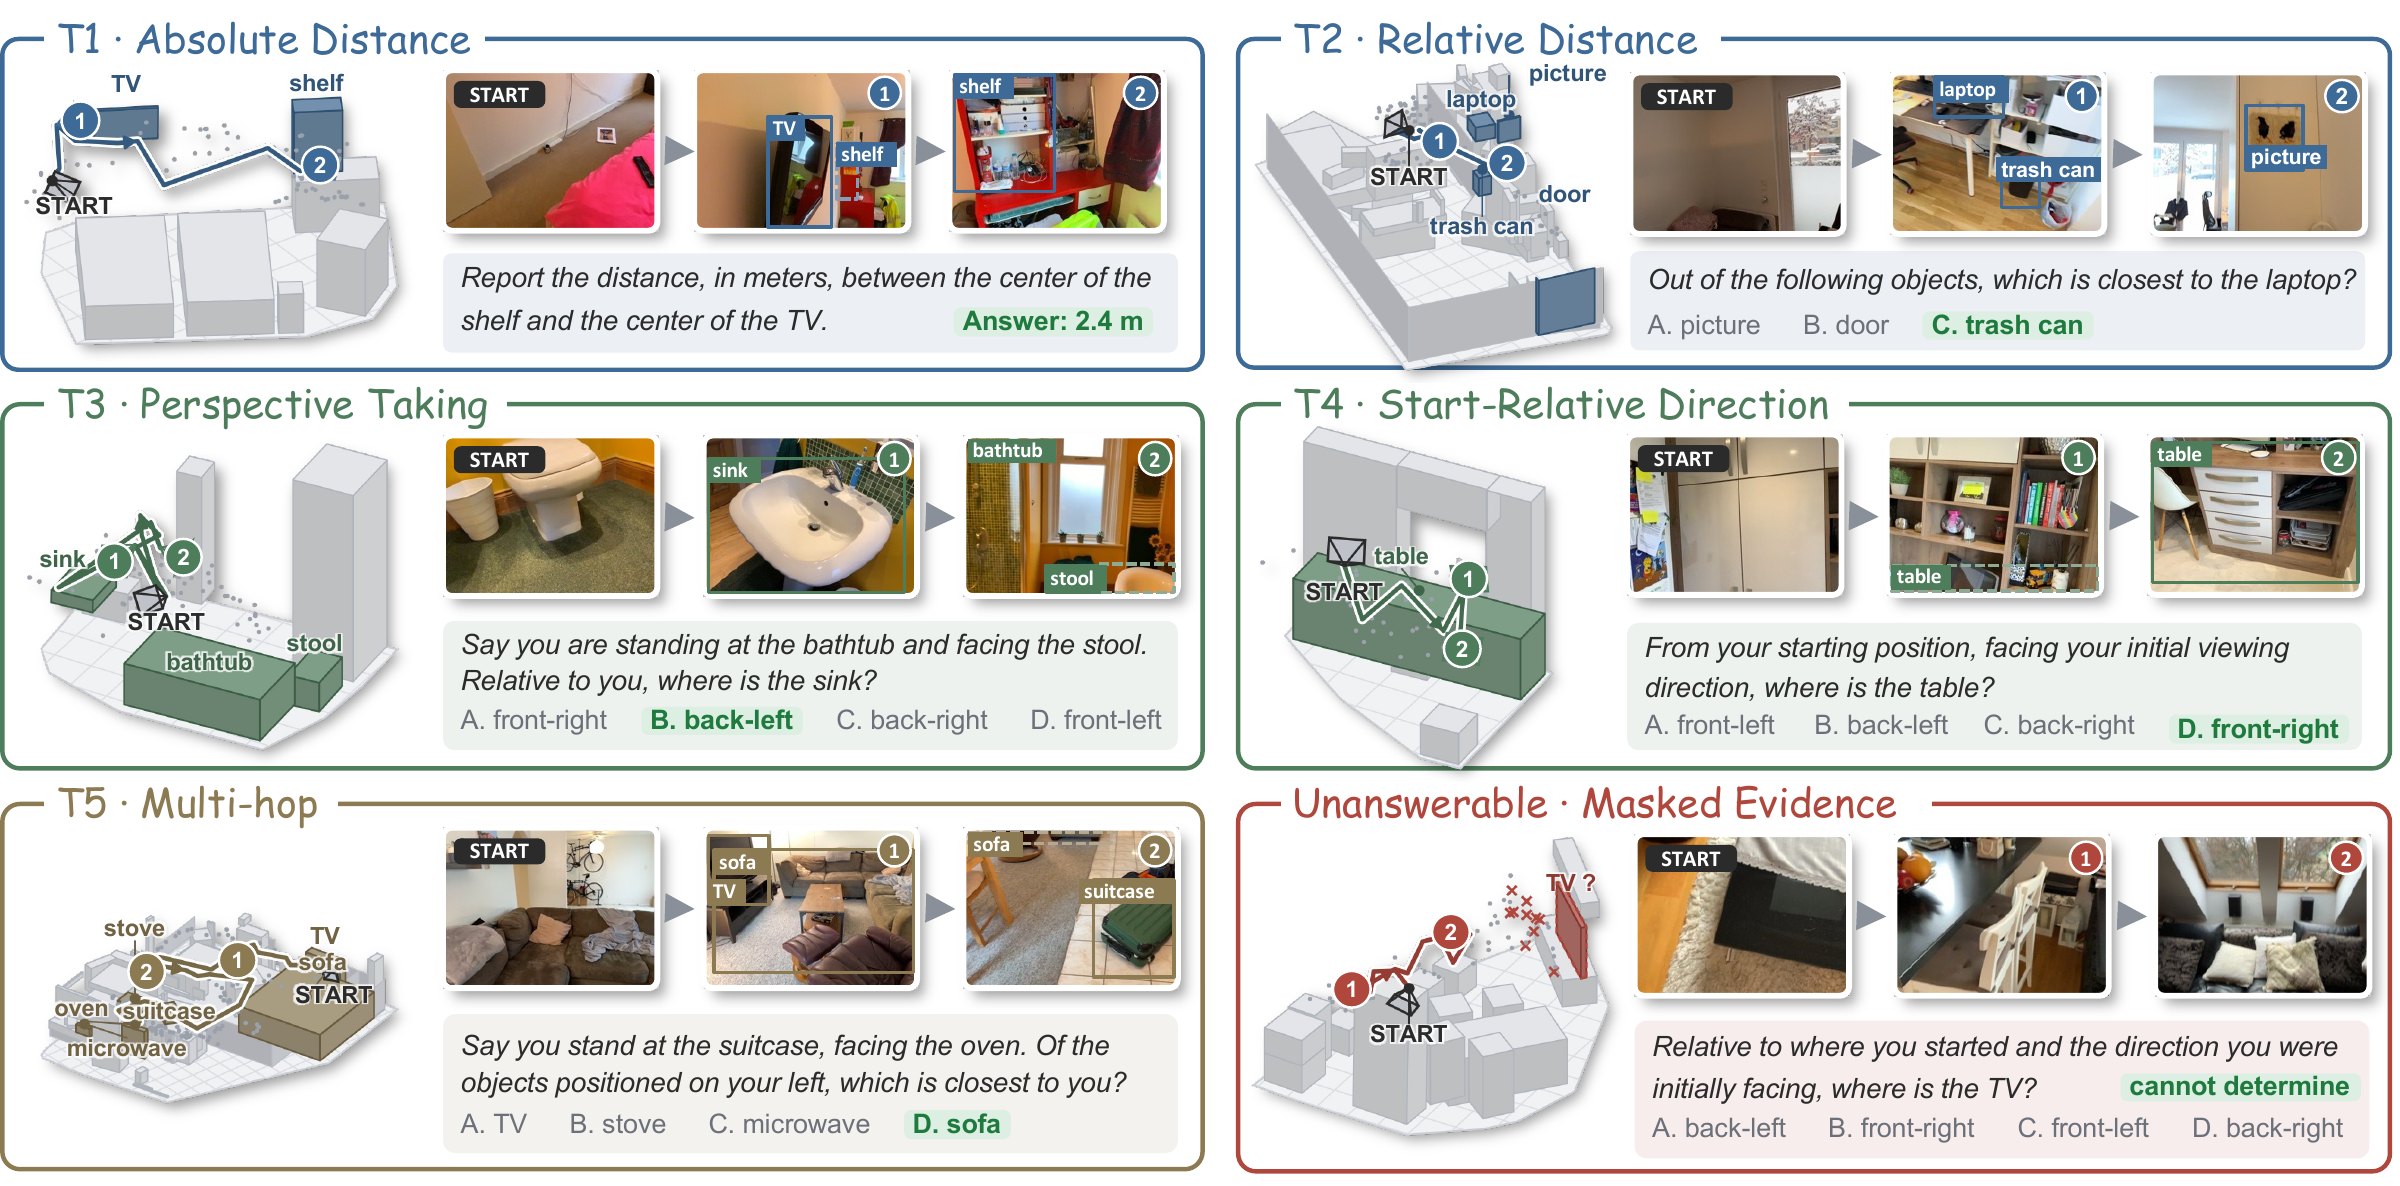 T1 · Absolute Distance
TV
shelf
1
2
START
START
1
TV
shelf
2
shelf
Report the distance, in meters, between the center of the
shelf and the center of the TV.
Answer: 2.4 m
T2 · Relative Distance
picture
laptop
1
2
START
door
trash can
START
1
laptop
trash can
2
picture
Out of the following objects, which is closest to the laptop?
A. picture
B. door
C. trash can
T3 · Perspective Taking
sink
1
2
START
stool
bathtub
START
1
sink
2
bathtub
stool
Say you are standing at the bathtub and facing the stool.
Relative to you, where is the sink?
A. front-right
B. back-left
C. back-right
D. front-left
T4 · Start-Relative Direction
table
START
1
2
START
1
table
2
table
From your starting position, facing your initial viewing
direction, where is the table?
A. front-left
B. back-left
C. back-right
D. front-right
T5 · Multi-hop
stove
TV
1
2
sofa
START
oven
suitcase
microwave
START
1
sofa
TV
2
sofa
suitcase
Say you stand at the suitcase, facing the oven. Of the
objects positioned on your left, which is closest to you?
A. TV
B. stove
C. microwave
D. sofa
Unanswerable · Masked Evidence
TV ?
2
1
START
START
1
2
Relative to where you started and the direction you were
initially facing, where is the TV?
cannot determine
A. back-left
B. front-right
C. front-left
D. back-right